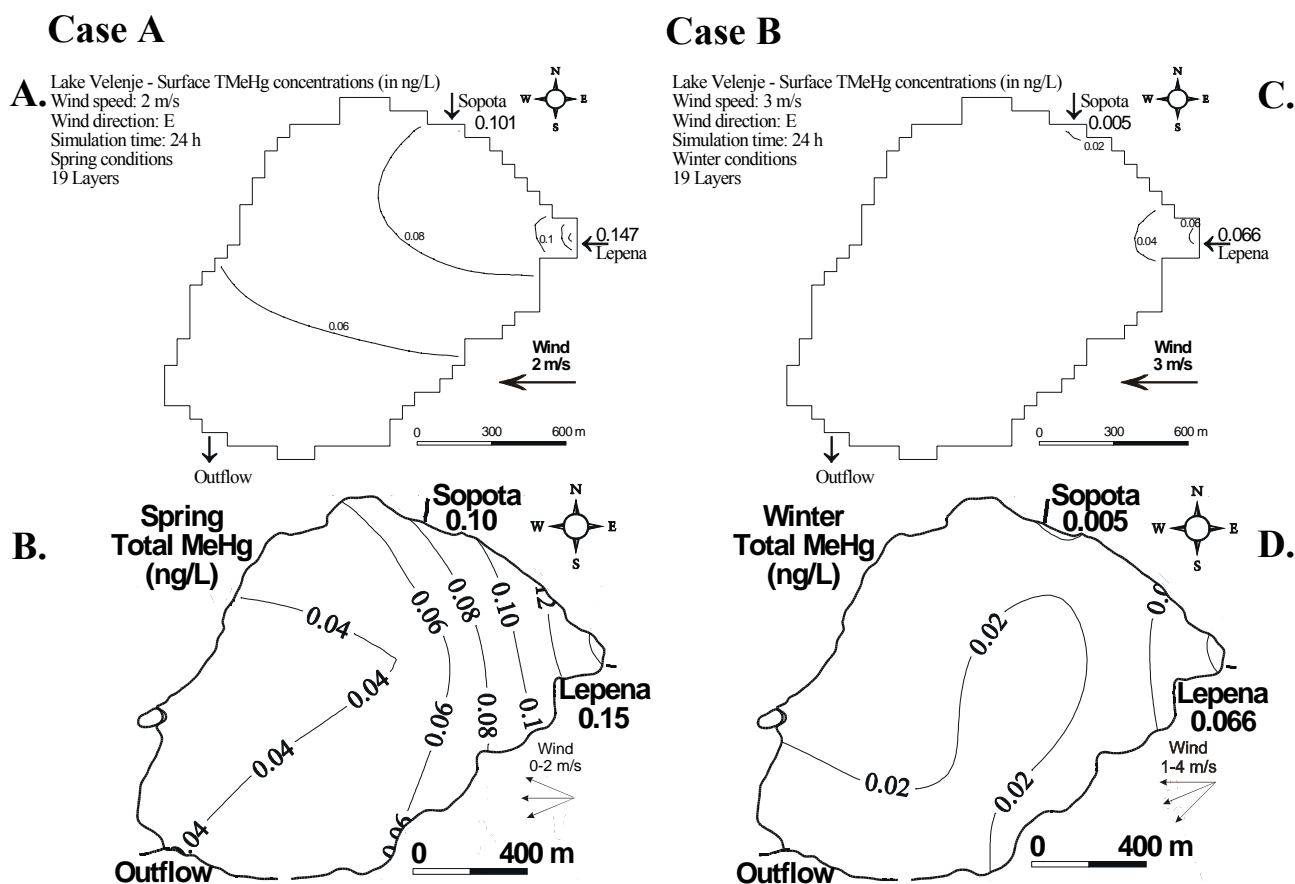 Case A
A.
Lake Velenje - Surface TMeHg concentrations (in ng/L)
Wind speed: 2 m/s
Wind direction: E
Simulation time: 24 h
Spring conditions
19 Layers
N
W E
S
Sopota
0.101
0.08
0.1
0.147
Lepena
0.06
Wind
2 m/s
0 300 600 m
Outflow
Case B
C.
Lake Velenje - Surface TMeHg concentrations (in ng/L)
Wind speed: 3 m/s
Wind direction: E
Simulation time: 24 h
Winter conditions
19 Layers
N
W E
S
Sopota
0.005
0.02
0.06
0.04
0.066
Lepena
Wind
3 m/s
0 300 600 m
Outflow
B.
Spring
Total MeHg
(ng/L)
Sopota
0.10
N
W E
S
0.04
0.06
0.08
0.10
12
0.04
0.04
0.04
0.06
0.08
0.1
0.06
Lepena
0.15
Wind
0-2 m/s
0 400 m
Outflow
D.
Winter
Total MeHg
(ng/L)
Sopota
0.005
N
W E
S
0.02
0.02
0.02
Lepena
0.066
Wind
1-4 m/s
0 400 m
Outflow